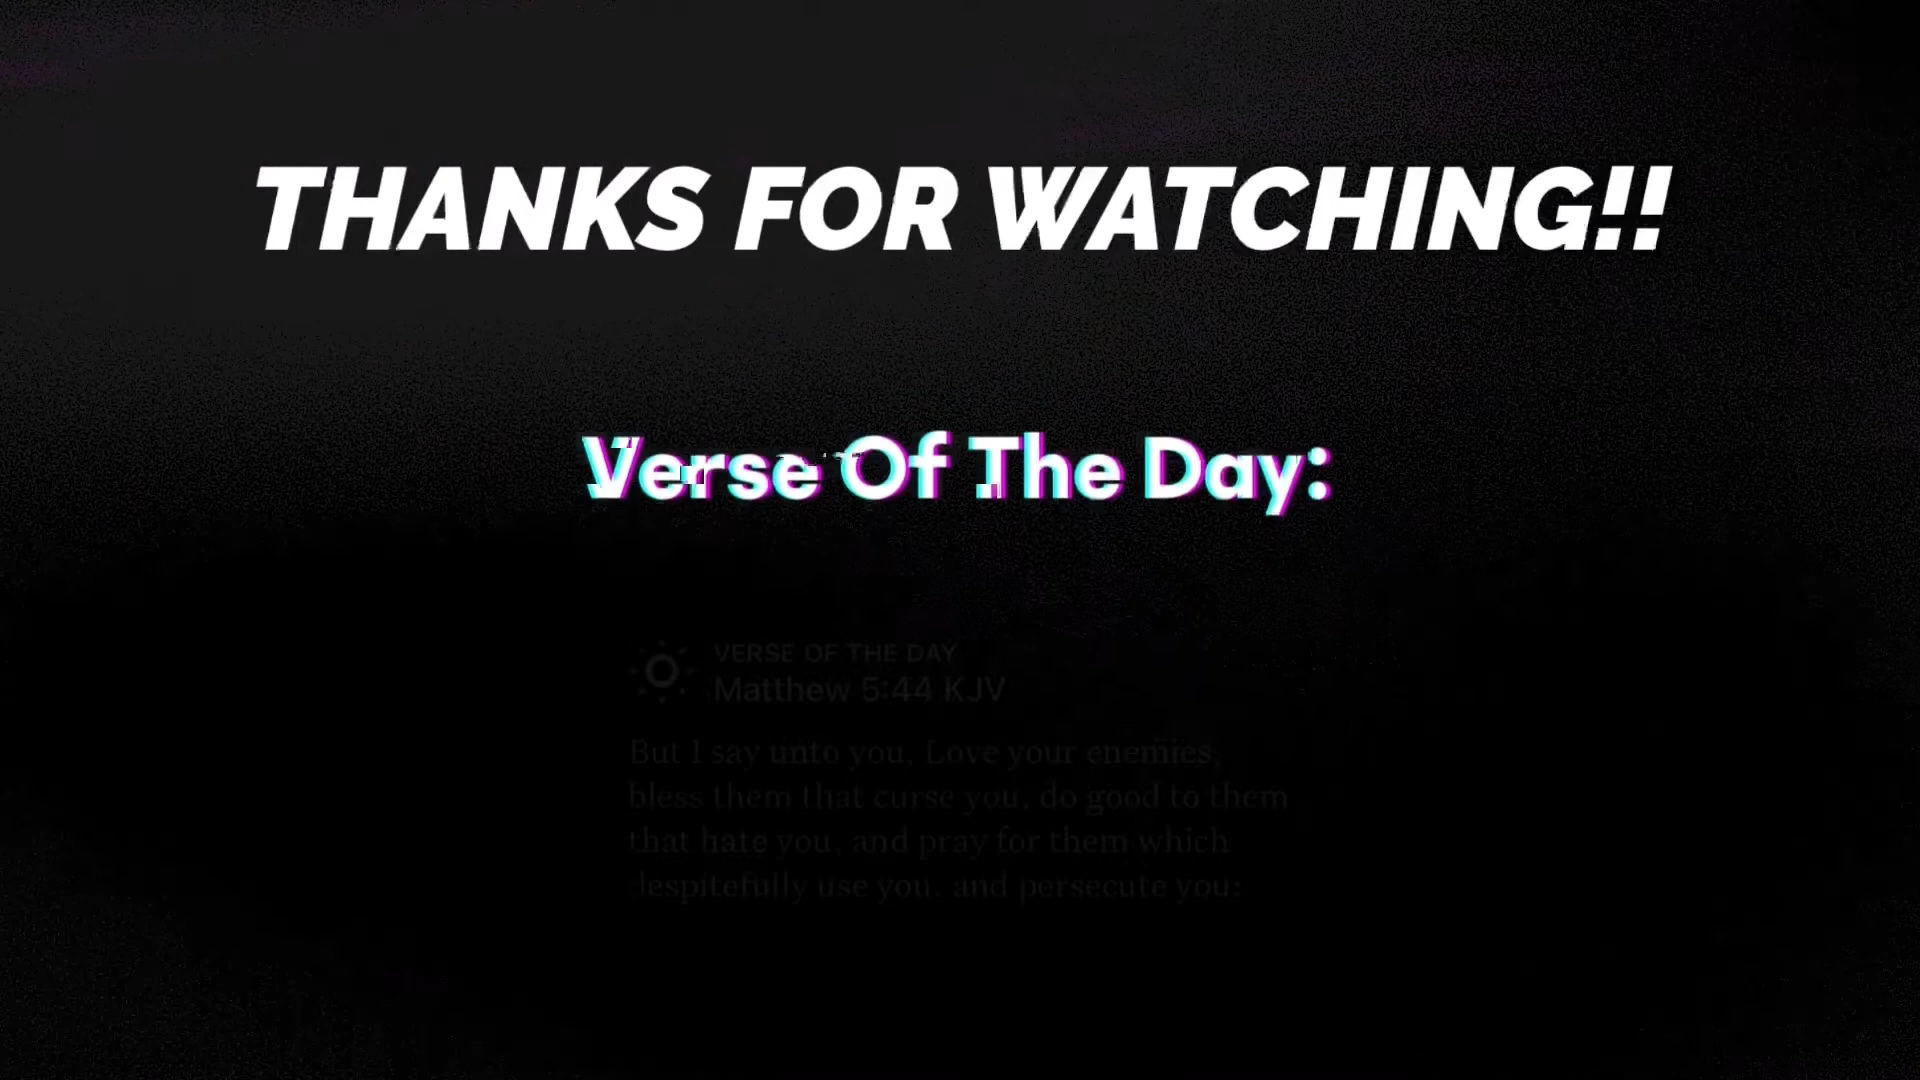 THANKS FOR WATCHING!!
Verse Of The Day:
VERSE OF THE DAY
Matthew 5:44 KJV
But I say unto you, Love your enemies,
bless them that curse you, do good to them
that hate you, and pray for them which
despitefully use you, and persecute you;